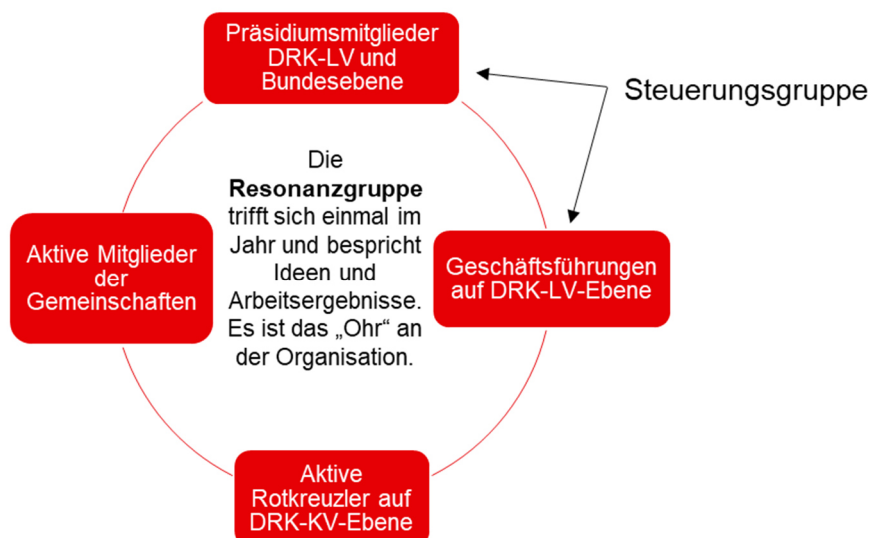 Präsidiumsmitglieder
DRK-LV und
Bundesebene
Steuerungsgruppe
Die
Resonanzgruppe
trifft sich einmal im
Jahr und bespricht
Ideen und
Arbeitsergebnisse.
Es ist das „Ohr“ an
der Organisation.
Aktive Mitglieder
der
Gemeinschaften
Geschäftsführungen
auf DRK-LV-Ebene
Aktive
Rotkreuzler auf
DRK-KV-Ebene